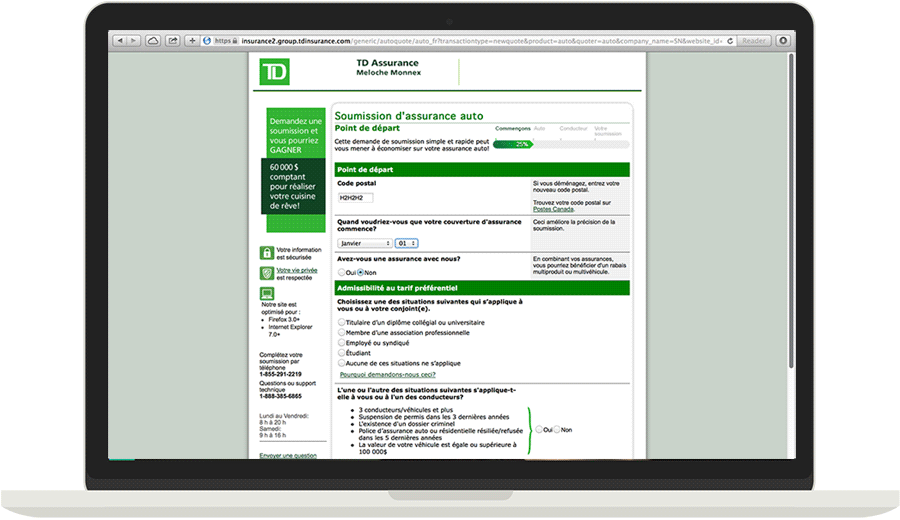 https insurance2.group.tdinsurance.com/generic/autoquote/auto_fr?transactiontype=newquote&product=auto&quoter=auto&company_name=SN&website_id=
Reader
TD
TD Assurance
Meloche Monnex
Demandez une
soumission et
vous pourriez
GAGNER
60 000 $
comptant
pour réaliser
votre cuisine
de rêve!
Votre information
est sécurisée
Votre vie privée
est respectée
Notre site est
optimisé pour :
Firefox 3.0+
Internet Explorer
7.0+
Complétez votre
soumission par
téléphone
1-855-291-2219
Questions ou support
technique
1-888-385-6865
Lundi au Vendredi:
8 h à 20 h
Samedi:
9 h à 16 h
Envoyer une question
Soumission d'assurance auto
Point de départ
Cette demande de soumission simple et rapide peut
vous mener à économiser sur votre assurance auto!
Commençons Auto Conducteur Votre
soumission
25%
Point de départ
Code postal
H2H2H2
Si vous déménagez, entrez votre
nouveau code postal.
Trouvez votre code postal sur
Postes Canada.
Quand voudriez-vous que votre couverture d'assurance
commence?
Janvier 01
Ceci améliore la précision de la
soumission.
Avez-vous une assurance avec nous?
Oui Non
En combinant vos assurances,
vous pourriez bénéficier d'un rabais
multiproduit ou multivéhicule.
Admissibilité au tarif préférentiel
Choisissez une des situations suivantes qui s'applique à
vous ou à votre conjoint(e).
Titulaire d'un diplôme collégial ou universitaire
Membre d'une association professionnelle
Employé ou syndiqué
Étudiant
Aucune de ces situations ne s'applique
Pourquoi demandons-nous ceci?
L'une ou l'autre des situations suivantes s'applique-t-
elle à vous ou à l'un des conducteurs?
3 conducteurs/véhicules et plus
Suspension de permis dans les 3 dernières années
L'existence d'un dossier criminel
Police d'assurance auto ou résidentielle résiliée/refusée
dans les 5 dernières années
La valeur de votre véhicule est égale ou supérieure à
100 000$
Oui Non